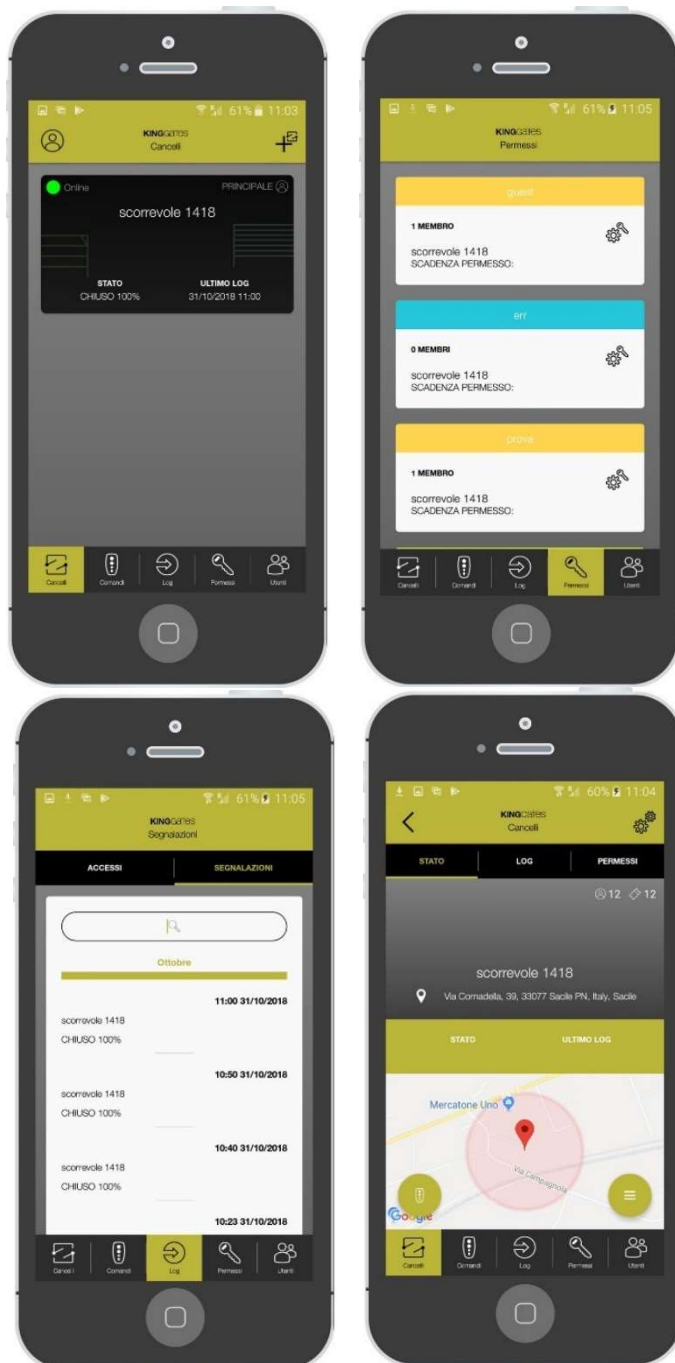 61% 11:03
KINGGATES
Cancelli
Online
PRINCIPALE
scorrevole 1418
STATO
ULTIMO LOG
CHIUSO 100%
31/10/2018 11:00
Cancelli
Comandi
Log
Permessi
Utenti
61% 11:05
KINGGATES
Permessi
guest
1 MEMBRO
scorrevole 1418
SCADENZA PERMESSO:
err
0 MEMBRI
scorrevole 1418
SCADENZA PERMESSO:
prova
1 MEMBRO
scorrevole 1418
SCADENZA PERMESSO:
Cancelli
Comandi
Log
Permessi
Utenti
61% 11:05
KINGGATES
Segnalazioni
ACCESSI
SEGNALAZIONI
Ottobre
11:00 31/10/2018
scorrevole 1418
CHIUSO 100%
10:50 31/10/2018
scorrevole 1418
CHIUSO 100%
10:40 31/10/2018
scorrevole 1418
CHIUSO 100%
10:23 31/10/2018
Cancelli
Comandi
Log
Permessi
Utenti
60% 11:04
KINGGATES
Cancelli
STATO
LOG
PERMESSI
12
12
scorrevole 1418
Via Cornadella, 39, 33077 Sacile PN, Italy, Sacile
STATO
ULTIMO LOG
Mercatone Uno
Via Campagnola
Google
Cancelli
Comandi
Log
Permessi
Utenti